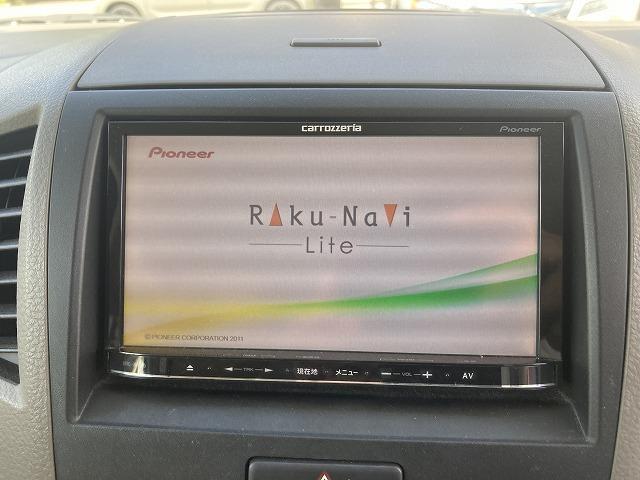 carrozzeria
Pioneer
Pioneer
Raku-Navi
Lite
© PIONEER CORPORATION 2011
TRK 現在地 メニュー VOL AV